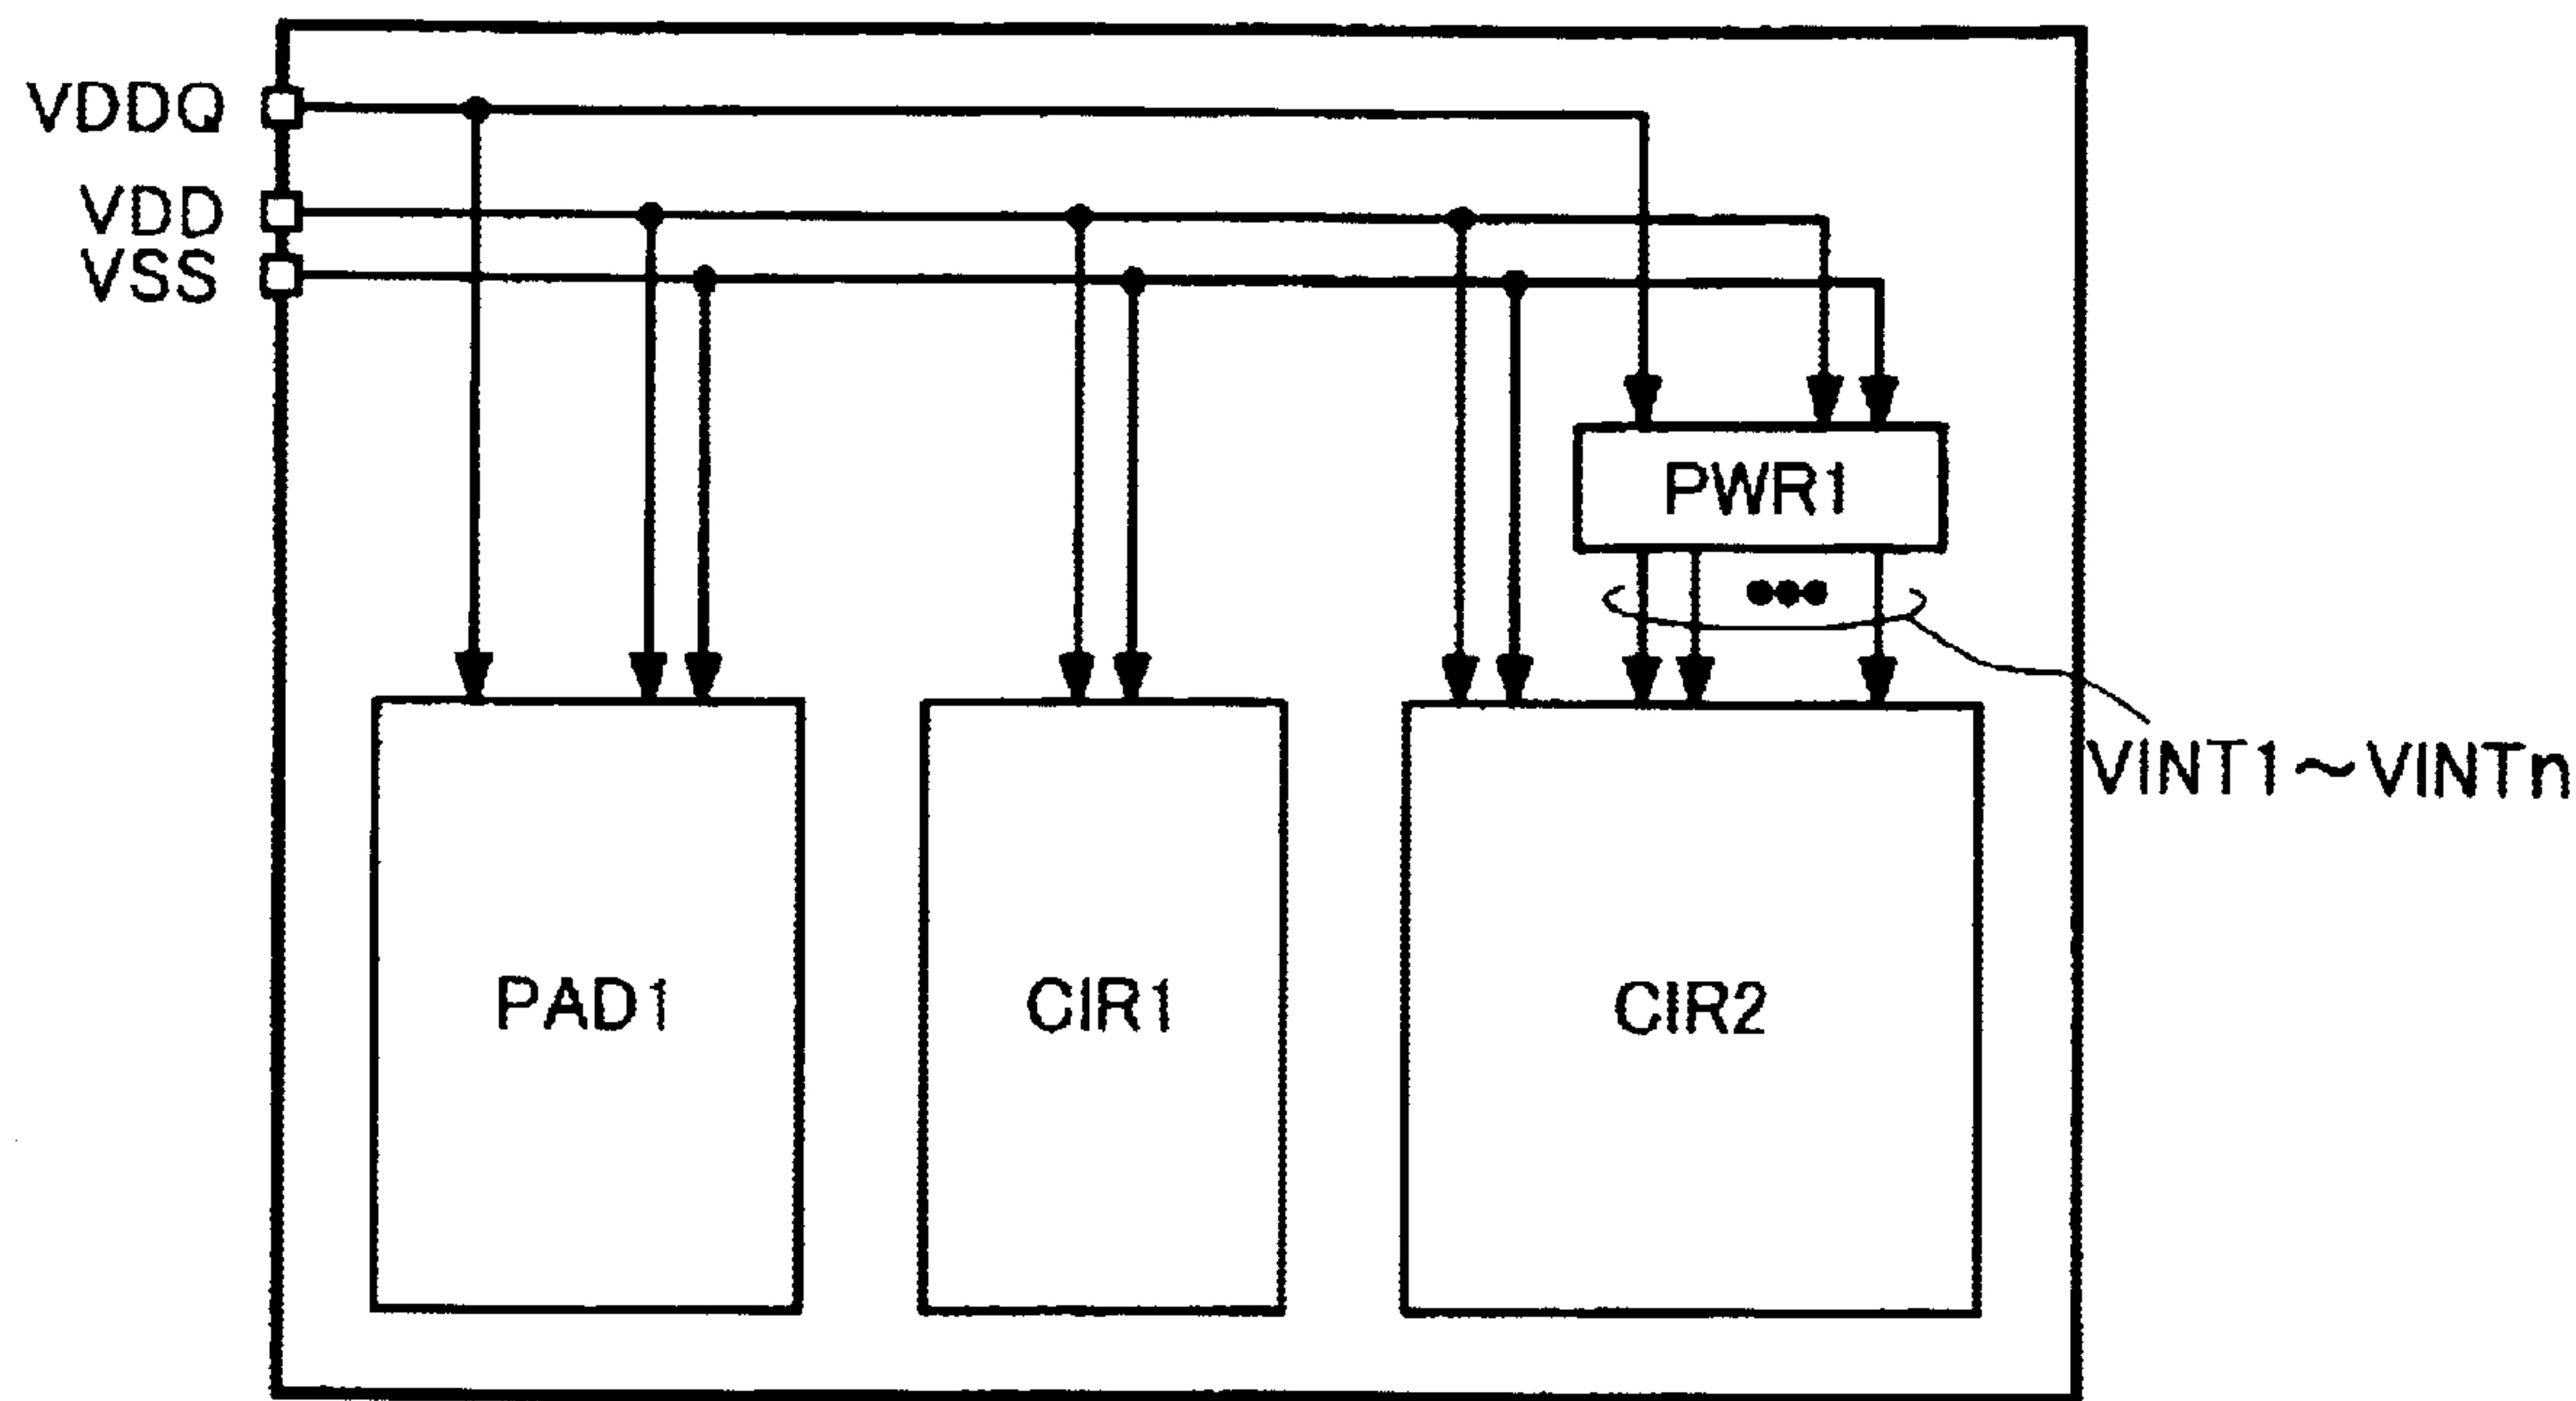 VDDQ
VDD
VSS
PWR1
VINT1～VINTn
PAD1
CIR1
CIR2